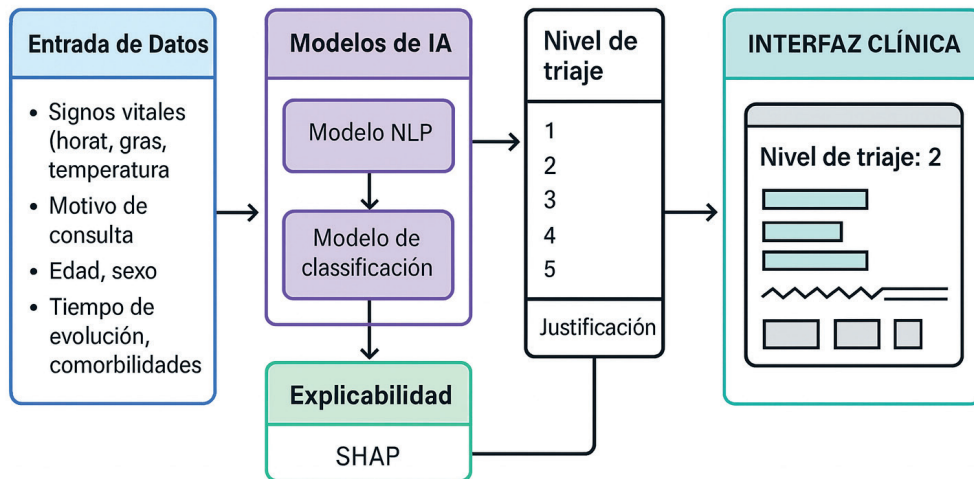 Entrada de Datos
• Signos vitales
(horat, gras,
temperatura
• Motivo de
consulta
• Edad, sexo
• Tiempo de
evolución,
comorbilidades
Modelos de IA
Modelo NLP
Modelo de
classificación
Explicabilidad
SHAP
Nivel de
triaje
1
2
3
4
5
Justificación
INTERFAZ CLÍNICA
Nivel de triaje: 2